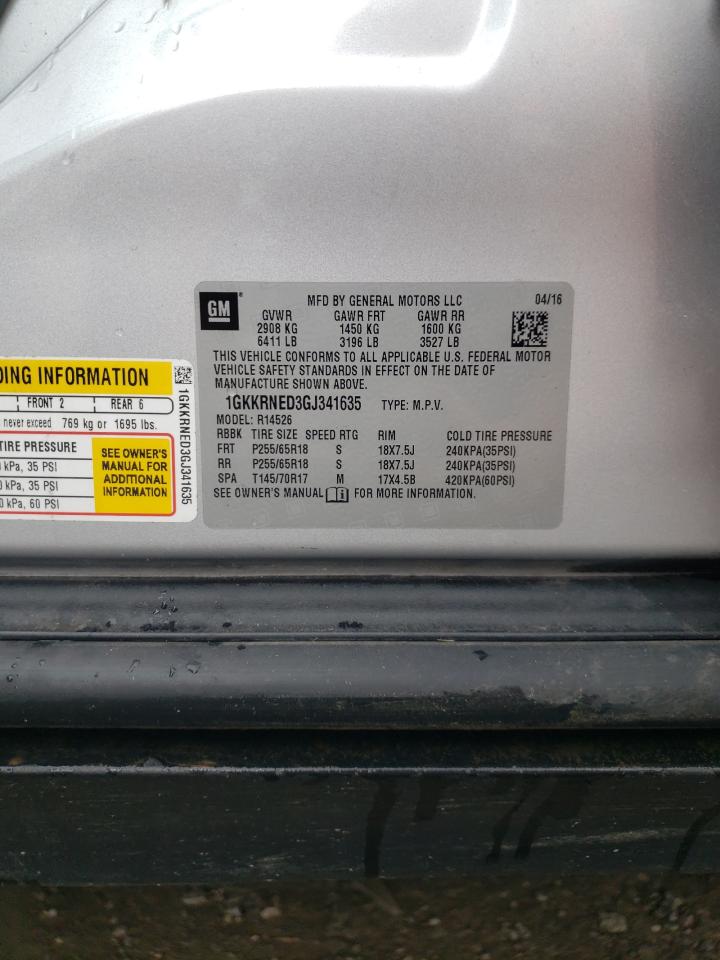 GM
®
MFD BY GENERAL MOTORS LLC 04/16
GVWR GAWR FRT GAWR RR
2908 KG 1450 KG 1600 KG
6411 LB 3196 LB 3527 LB
THIS VEHICLE CONFORMS TO ALL APPLICABLE U.S. FEDERAL MOTOR
VEHICLE SAFETY STANDARDS IN EFFECT ON THE DATE OF
MANUFACTURE SHOWN ABOVE.
1GKKRNED3GJ341635 TYPE: M.P.V.
MODEL: R14526
RBBK TIRE SIZE SPEED RTG RIM COLD TIRE PRESSURE
FRT P255/65R18 S 18X7.5J 240KPA(35PSI)
RR P255/65R18 S 18X7.5J 240KPA(35PSI)
SPA T145/70R17 M 17X4.5B 420KPA(60PSI)
SEE OWNER'S MANUAL i FOR MORE INFORMATION.
DING INFORMATION
FRONT 2 REAR 6
never exceed 769 kg or 1695 lbs.
TIRE PRESSURE
kPa, 35 PSI
0 kPa, 35 PSI
0 kPa, 60 PSI
SEE OWNER'S
MANUAL FOR
ADDITIONAL
INFORMATION
1GKKRNED3GJ341635